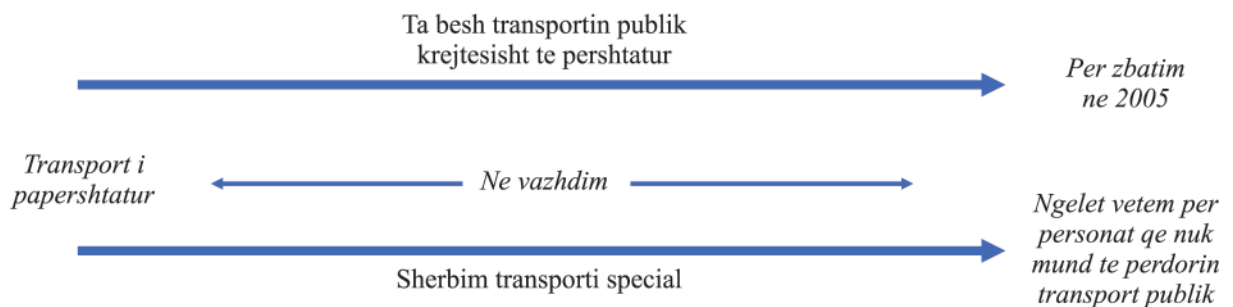 Ta besh transportin publik
krejtesisht te pershtatur
Per zbatim
ne 2005
Transport i
papershtatur
Ne vazhdim
Ngelet vetem per
personat qe nuk
mund te perdorin
transport publik
Sherbim transporti special